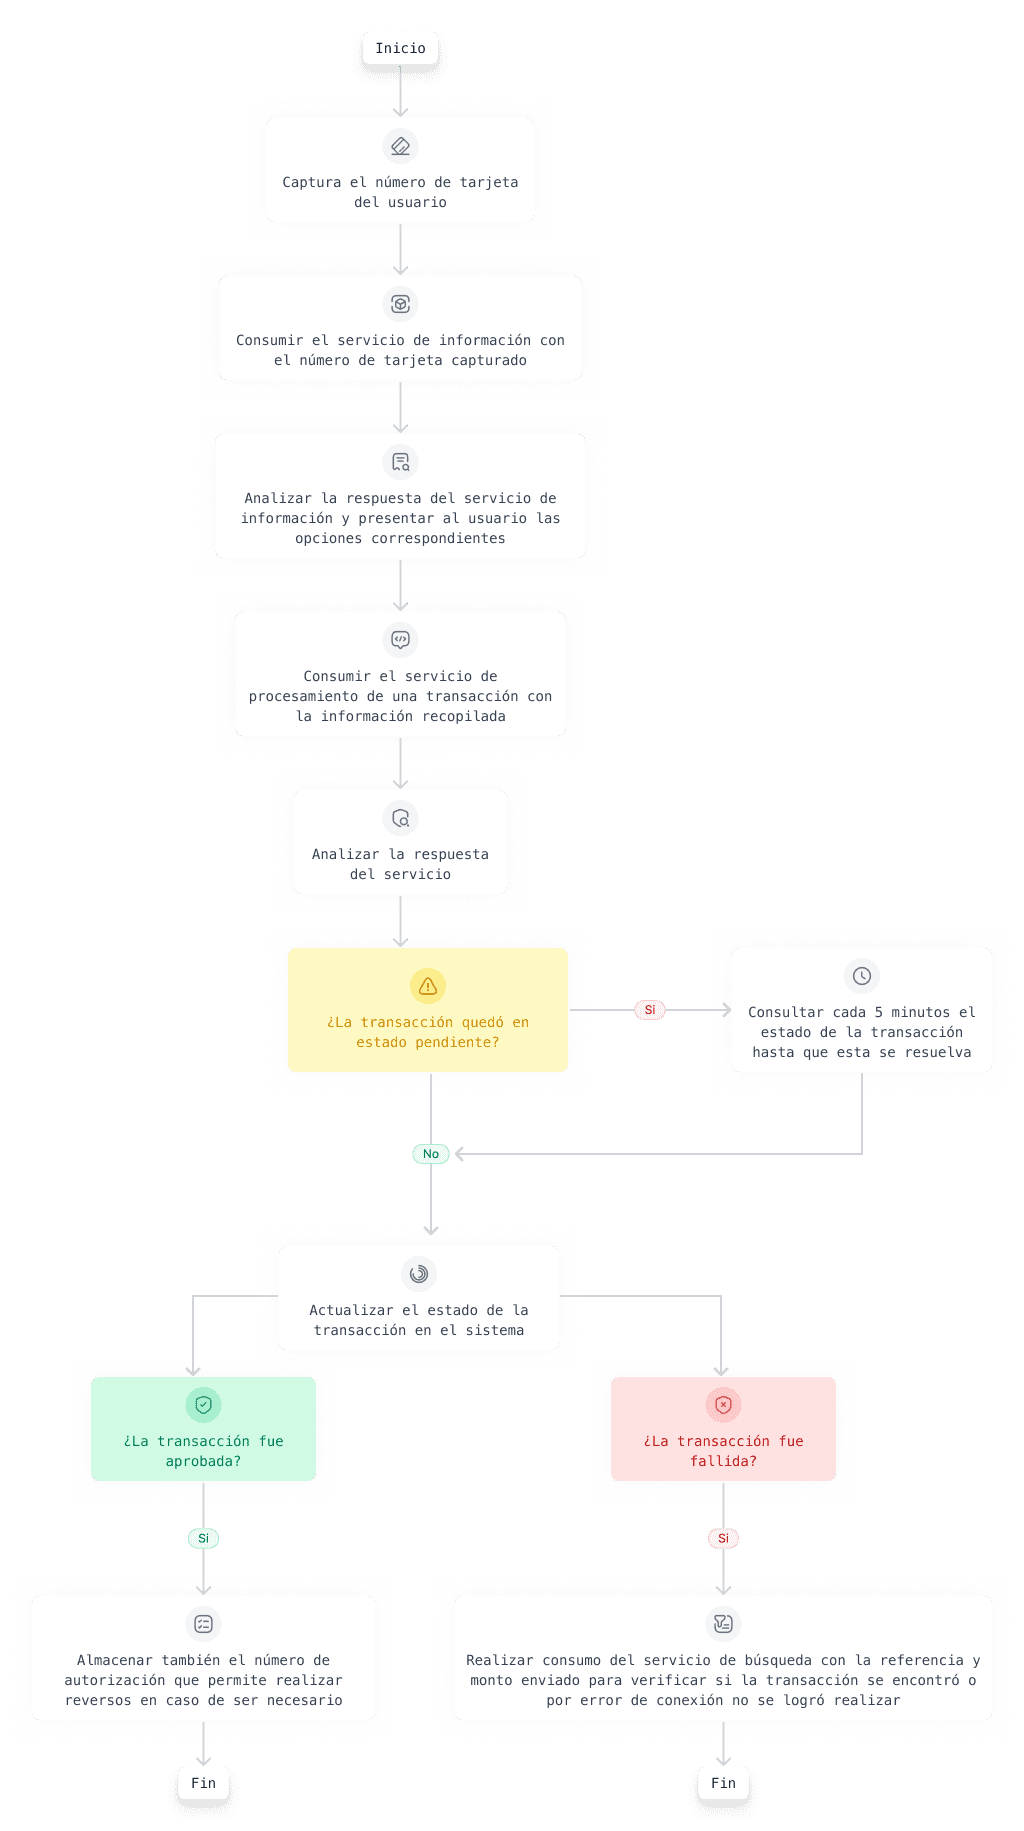 Inicio
Captura el número de tarjeta
del usuario
Consumir el servicio de información con
el número de tarjeta capturado
Analizar la respuesta del servicio de
información y presentar al usuario las
opciones correspondientes
Consumir el servicio de
procesamiento de una transacción con
la información recopilada
Analizar la respuesta
del servicio
¿La transacción quedó en
estado pendiente?
Si
Consultar cada 5 minutos el
estado de la transacción
hasta que esta se resuelva
No
Actualizar el estado de la
transacción en el sistema
¿La transacción fue
aprobada?
Si
Almacenar también el número de
autorización que permite realizar
reversos en caso de ser necesario
Fin
¿La transacción fue
fallida?
Si
Realizar consumo del servicio de búsqueda con la referencia y
monto enviado para verificar si la transacción se encontró o
por error de conexión no se logró realizar
Fin